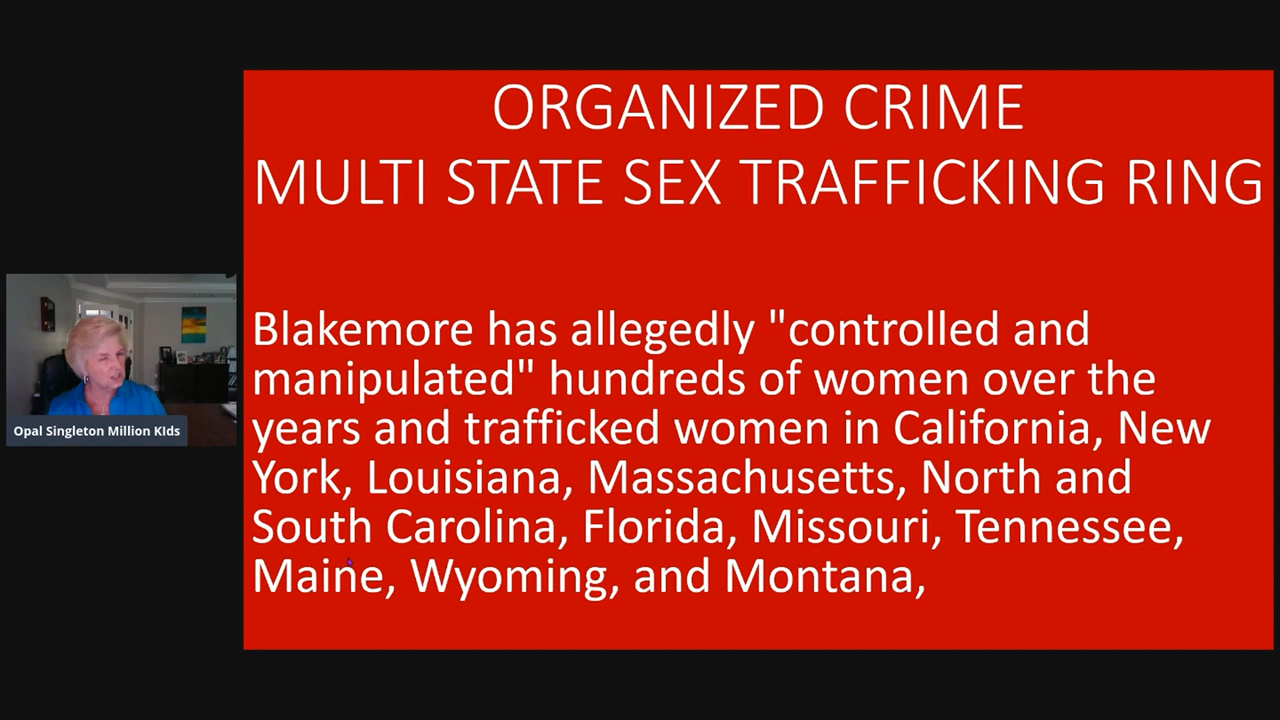 ORGANIZED CRIME
MULTI STATE SEX TRAFFICKING RING
Blakemore has allegedly "controlled and
manipulated" hundreds of women over the
years and trafficked women in California, New
York, Louisiana, Massachusetts, North and
South Carolina, Florida, Missouri, Tennessee,
Maine, Wyoming, and Montana,
Opal Singleton Million KIds